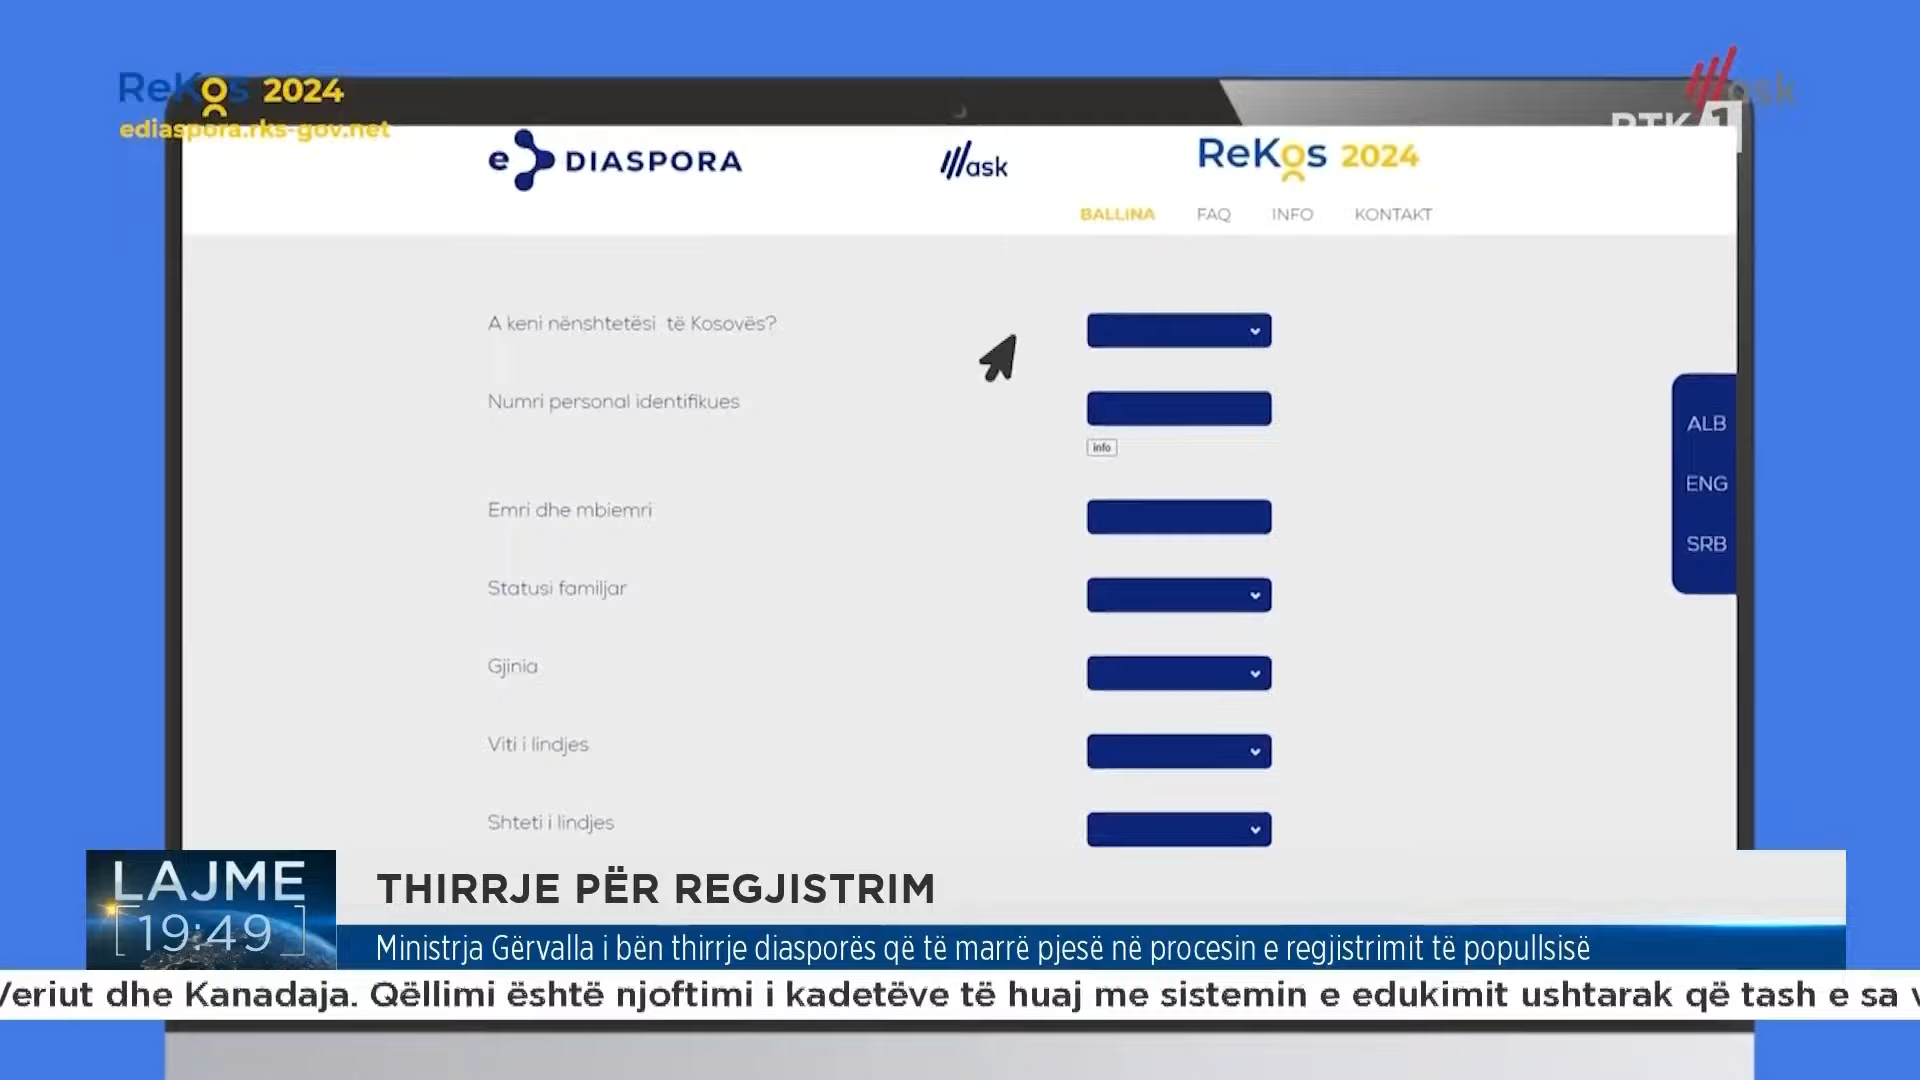 ReKos 2024
ediaspora.rks-gov.net
ask
RTK 1
e DIASPORA
ask
ReKos 2024
BALLINA FAQ INFO KONTAKT
A keni nënshtetësi të Kosovës?
Numri personal identifikues
info
Emri dhe mbiemri
Statusi familjar
Gjinia
Viti i lindjes
Shteti i lindjes
ALB
ENG
SRB
LAJME
19:49
THIRRJE PËR REGJISTRIM
Ministrja Gërvalla i bën thirrje diasporës që të marrë pjesë në procesin e regjistrimit të popullsisë
Veriut dhe Kanadaja. Qëllimi është njoftimi i kadetëve të huaj me sistemin e edukimit ushtarak që tash e sa